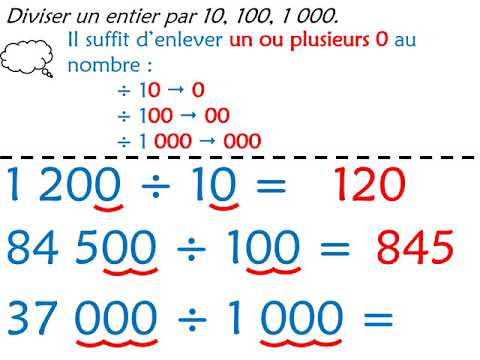 Diviser un entier par 10, 100, 1 000.
Il suffit d'enlever un ou plusieurs 0 au
nombre :
÷ 10 → 0
÷ 100 → 00
÷ 1 000 → 000
1 200 ÷ 10 = 120
84 500 ÷ 100 = 845
37 000 ÷ 1 000 =